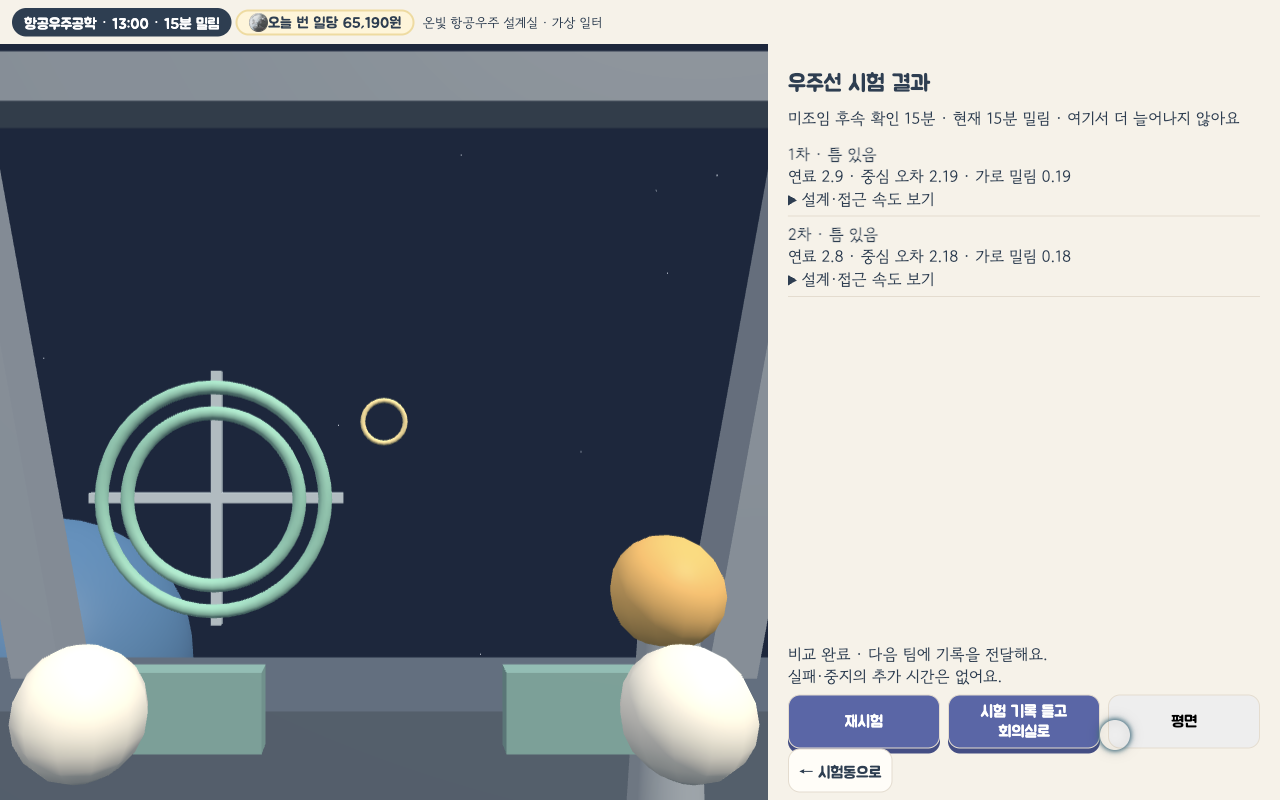 항공우주공학 · 13:00 · 15분 밀림
오늘 번 일당 65,190원
온빛 항공우주 설계실 · 가상 일터
우주선 시험 결과
미조임 후속 확인 15분 · 현재 15분 밀림 · 여기서 더 늘어나지 않아요
1차 · 틈 있음
연료 2.9 · 중심 오차 2.19 · 가로 밀림 0.19
▶ 설계·접근 속도 보기
2차 · 틈 있음
연료 2.8 · 중심 오차 2.18 · 가로 밀림 0.18
▶ 설계·접근 속도 보기
비교 완료 · 다음 팀에 기록을 전달해요.
실패·중지의 추가 시간은 없어요.
재시험
시험 기록 들고
회의실로
평면
← 시험동으로